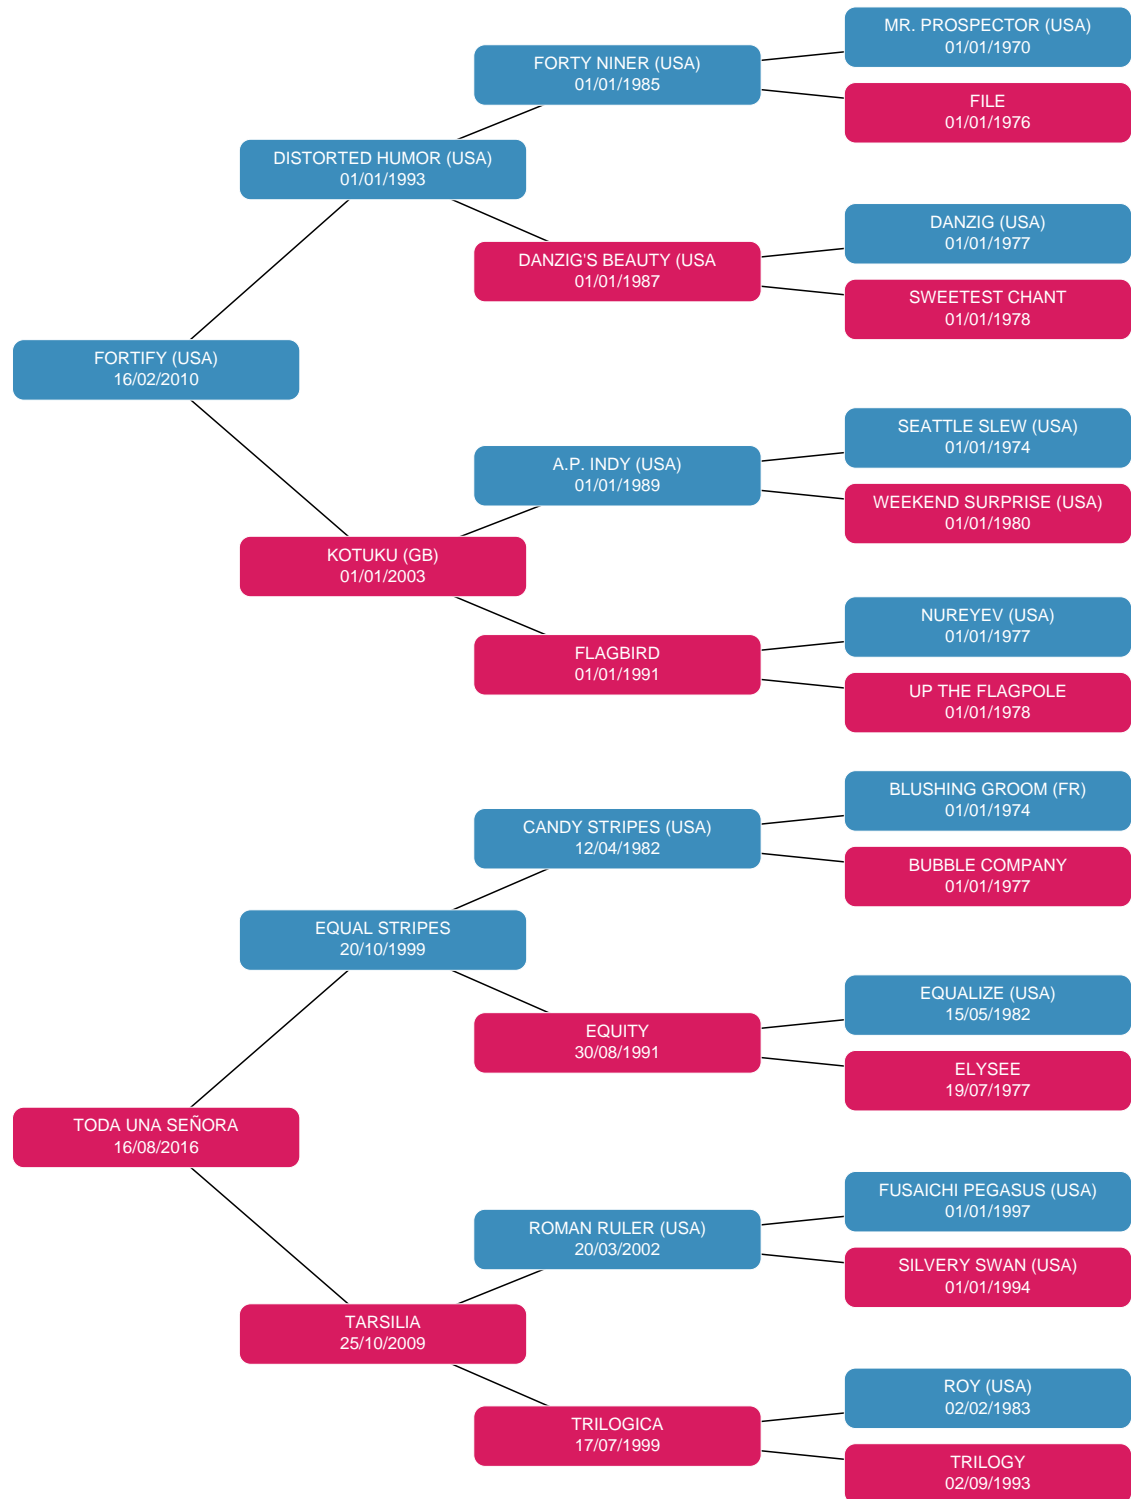 MR. PROSPECTOR (USA)
01/01/1970
FORTY NINER (USA)
01/01/1985
FILE
01/01/1976
DISTORTED HUMOR (USA)
01/01/1993
DANZIG (USA)
01/01/1977
DANZIG'S BEAUTY (USA
01/01/1987
SWEETEST CHANT
01/01/1978
FORTIFY (USA)
16/02/2010
SEATTLE SLEW (USA)
01/01/1974
A.P. INDY (USA)
01/01/1989
WEEKEND SURPRISE (USA)
01/01/1980
KOTUKU (GB)
01/01/2003
NUREYEV (USA)
01/01/1977
FLAGBIRD
01/01/1991
UP THE FLAGPOLE
01/01/1978
BLUSHING GROOM (FR)
01/01/1974
CANDY STRIPES (USA)
12/04/1982
BUBBLE COMPANY
01/01/1977
EQUAL STRIPES
20/10/1999
EQUALIZE (USA)
15/05/1982
EQUITY
30/08/1991
ELYSEE
19/07/1977
TODA UNA SEÑORA
16/08/2016
FUSAICHI PEGASUS (USA)
01/01/1997
ROMAN RULER (USA)
20/03/2002
SILVERY SWAN (USA)
01/01/1994
TARSILIA
25/10/2009
ROY (USA)
02/02/1983
TRILOGICA
17/07/1999
TRILOGY
02/09/1993